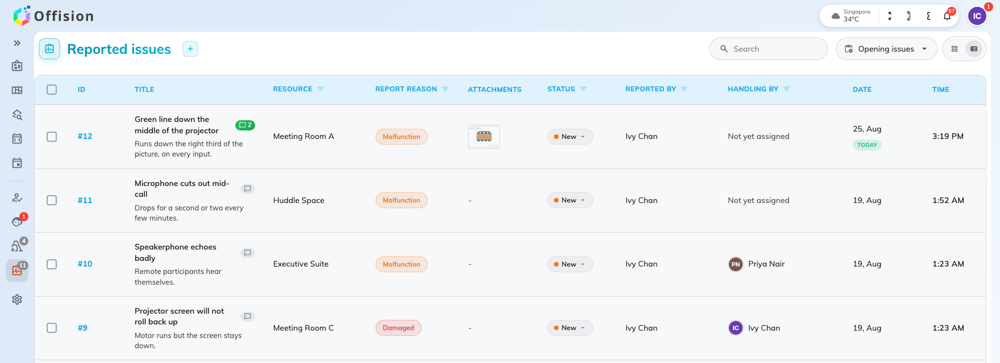 Offision
Singapore
34°C
67
IC
1
Reported issues
+
Search
Opening issues
ID
TITLE
RESOURCE
REPORT REASON
ATTACHMENTS
STATUS
REPORTED BY
HANDLING BY
DATE
TIME
#12
Green line down the
middle of the projector
2
Runs down the right third of the
picture, on every input.
Meeting Room A
Malfunction
New
Ivy Chan
Not yet assigned
25, Aug
TODAY
3:19 PM
#11
Microphone cuts out mid-
call
Drops for a second or two every
few minutes.
Huddle Space
Malfunction
-
New
Ivy Chan
Not yet assigned
19, Aug
1:52 AM
#10
Speakerphone echoes
badly
Remote participants hear
themselves.
Executive Suite
Malfunction
-
New
Ivy Chan
PN
Priya Nair
19, Aug
1:23 AM
#9
Projector screen will not
roll back up
Motor runs but the screen stays
down.
Meeting Room C
Damaged
-
New
Ivy Chan
IC
Ivy Chan
19, Aug
1:23 AM
1
4
11